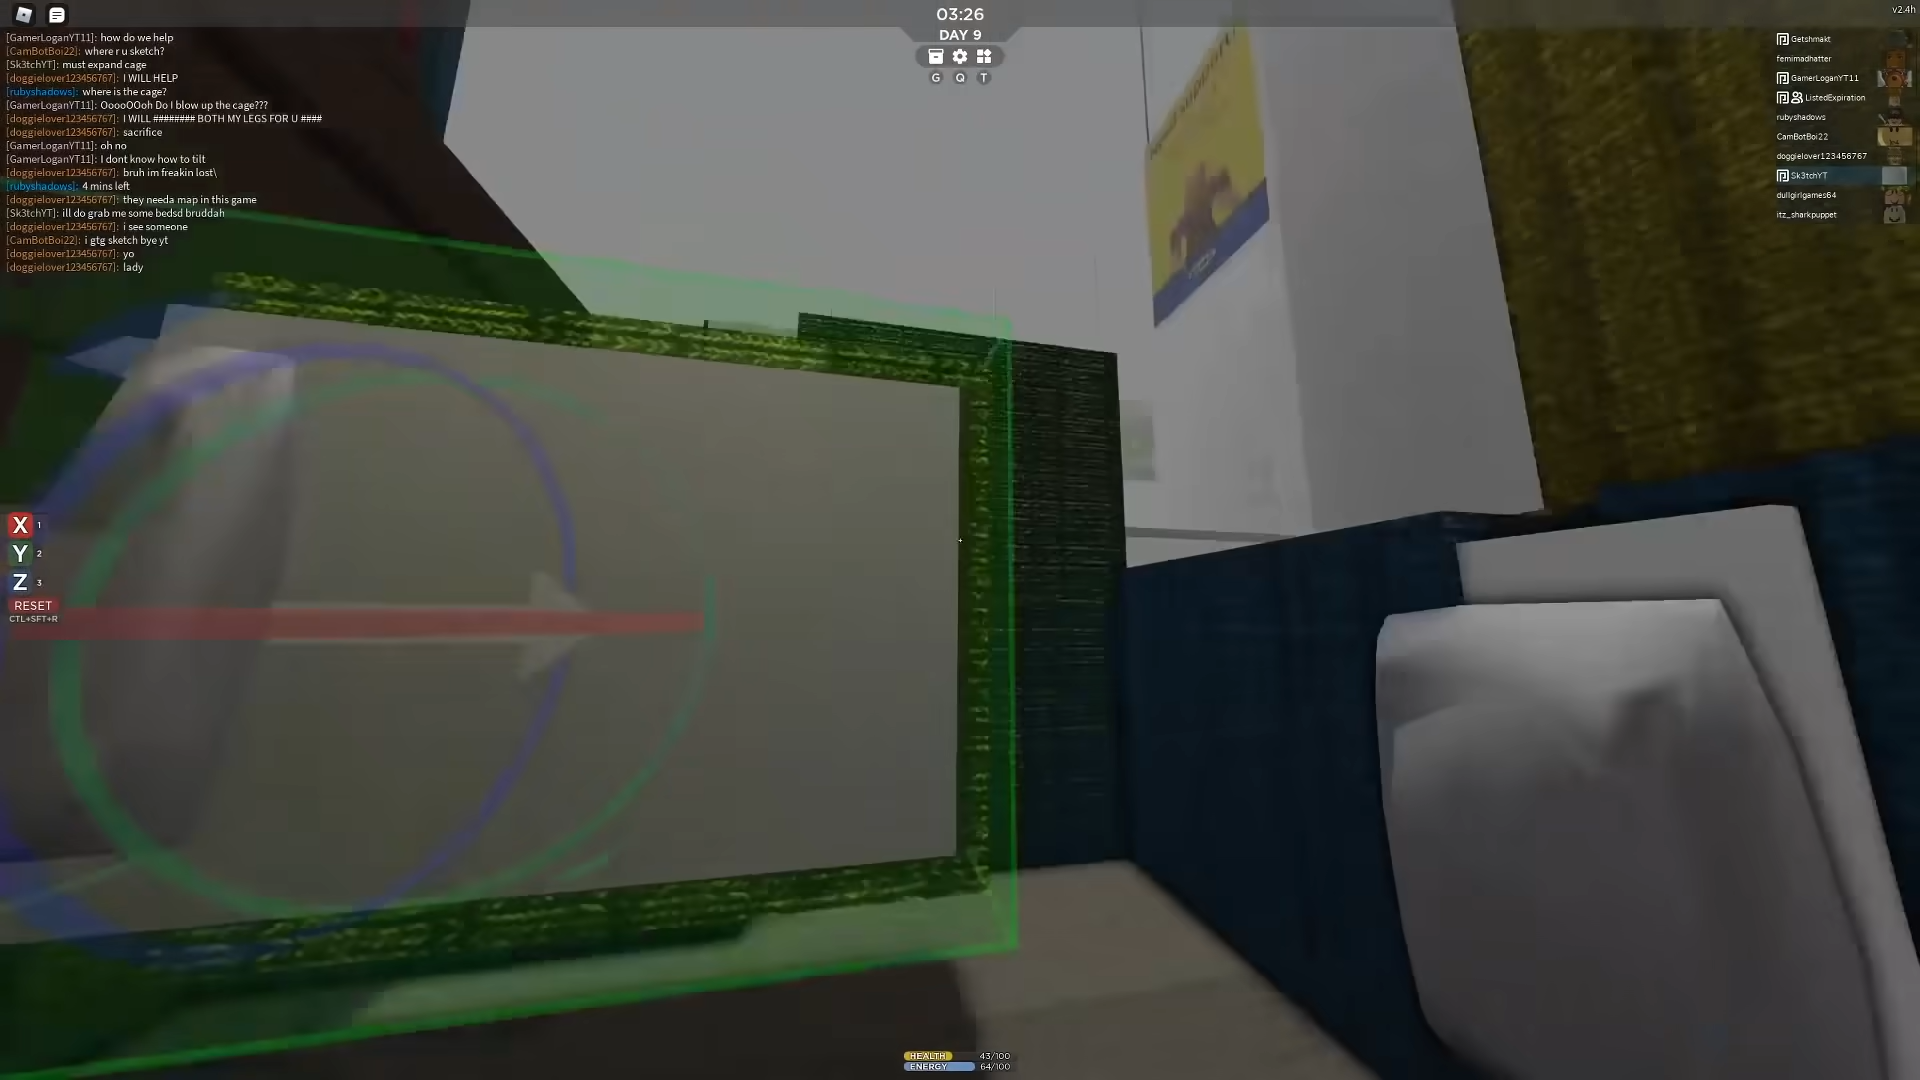 03:26
DAY 9
G Q T
v2.4h
[GamerLoganYT11]: how do we help
[CamBotBoi22]: where r u sketch?
[Sk3tchYT]: must expand cage
[doggielover123456767]: I WILL HELP
[rubyshadows]: where is the cage?
[GamerLoganYT11]: OoooOOoh Do I blow up the cage???
[doggielover123456767]: I WILL ######## BOTH MY LEGS FOR U ####
[doggielover123456767]: sacrifice
[GamerLoganYT11]: oh no
[GamerLoganYT11]: I dont know how to tilt
[doggielover123456767]: bruh im freakin lost\
[rubyshadows]: 4 mins left
[doggielover123456767]: they needa map in this game
[Sk3tchYT]: ill do grab me some bedsd bruddah
[doggielover123456767]: i see someone
[CamBotBoi22]: i gtg sketch bye yt
[doggielover123456767]: yo
[doggielover123456767]: lady
Getshmakt
femimadhatter
GamerLoganYT11
ListedExpiration
rubyshadows
CamBotBoi22
doggielover123456767
Sk3tchYT
dullgirlgames64
itz_sharkpuppet
X 1
Y 2
Z 3
RESET
CTL+SFT+R
HEALTH 43/100
ENERGY 64/100